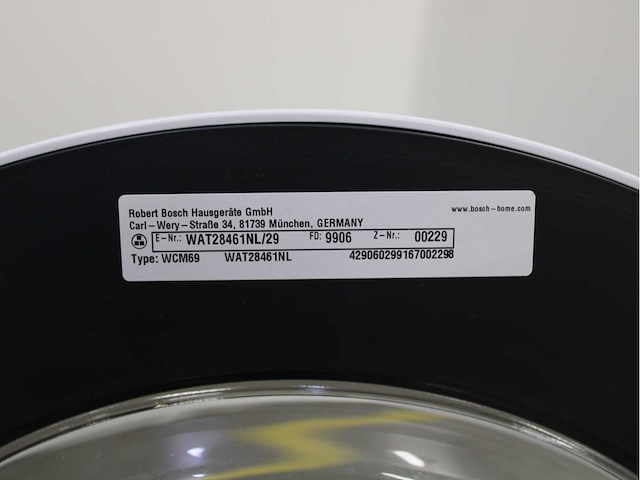 Robert Bosch Hausgeräte GmbH www.bosch-home.com
Carl-Wery-Straße 34, 81739 München, GERMANY
E-Nr.: WAT28461NL/29 FD: 9906 Z-Nr.: 00229
Type: WCM69 WAT28461NL 429060299167002298